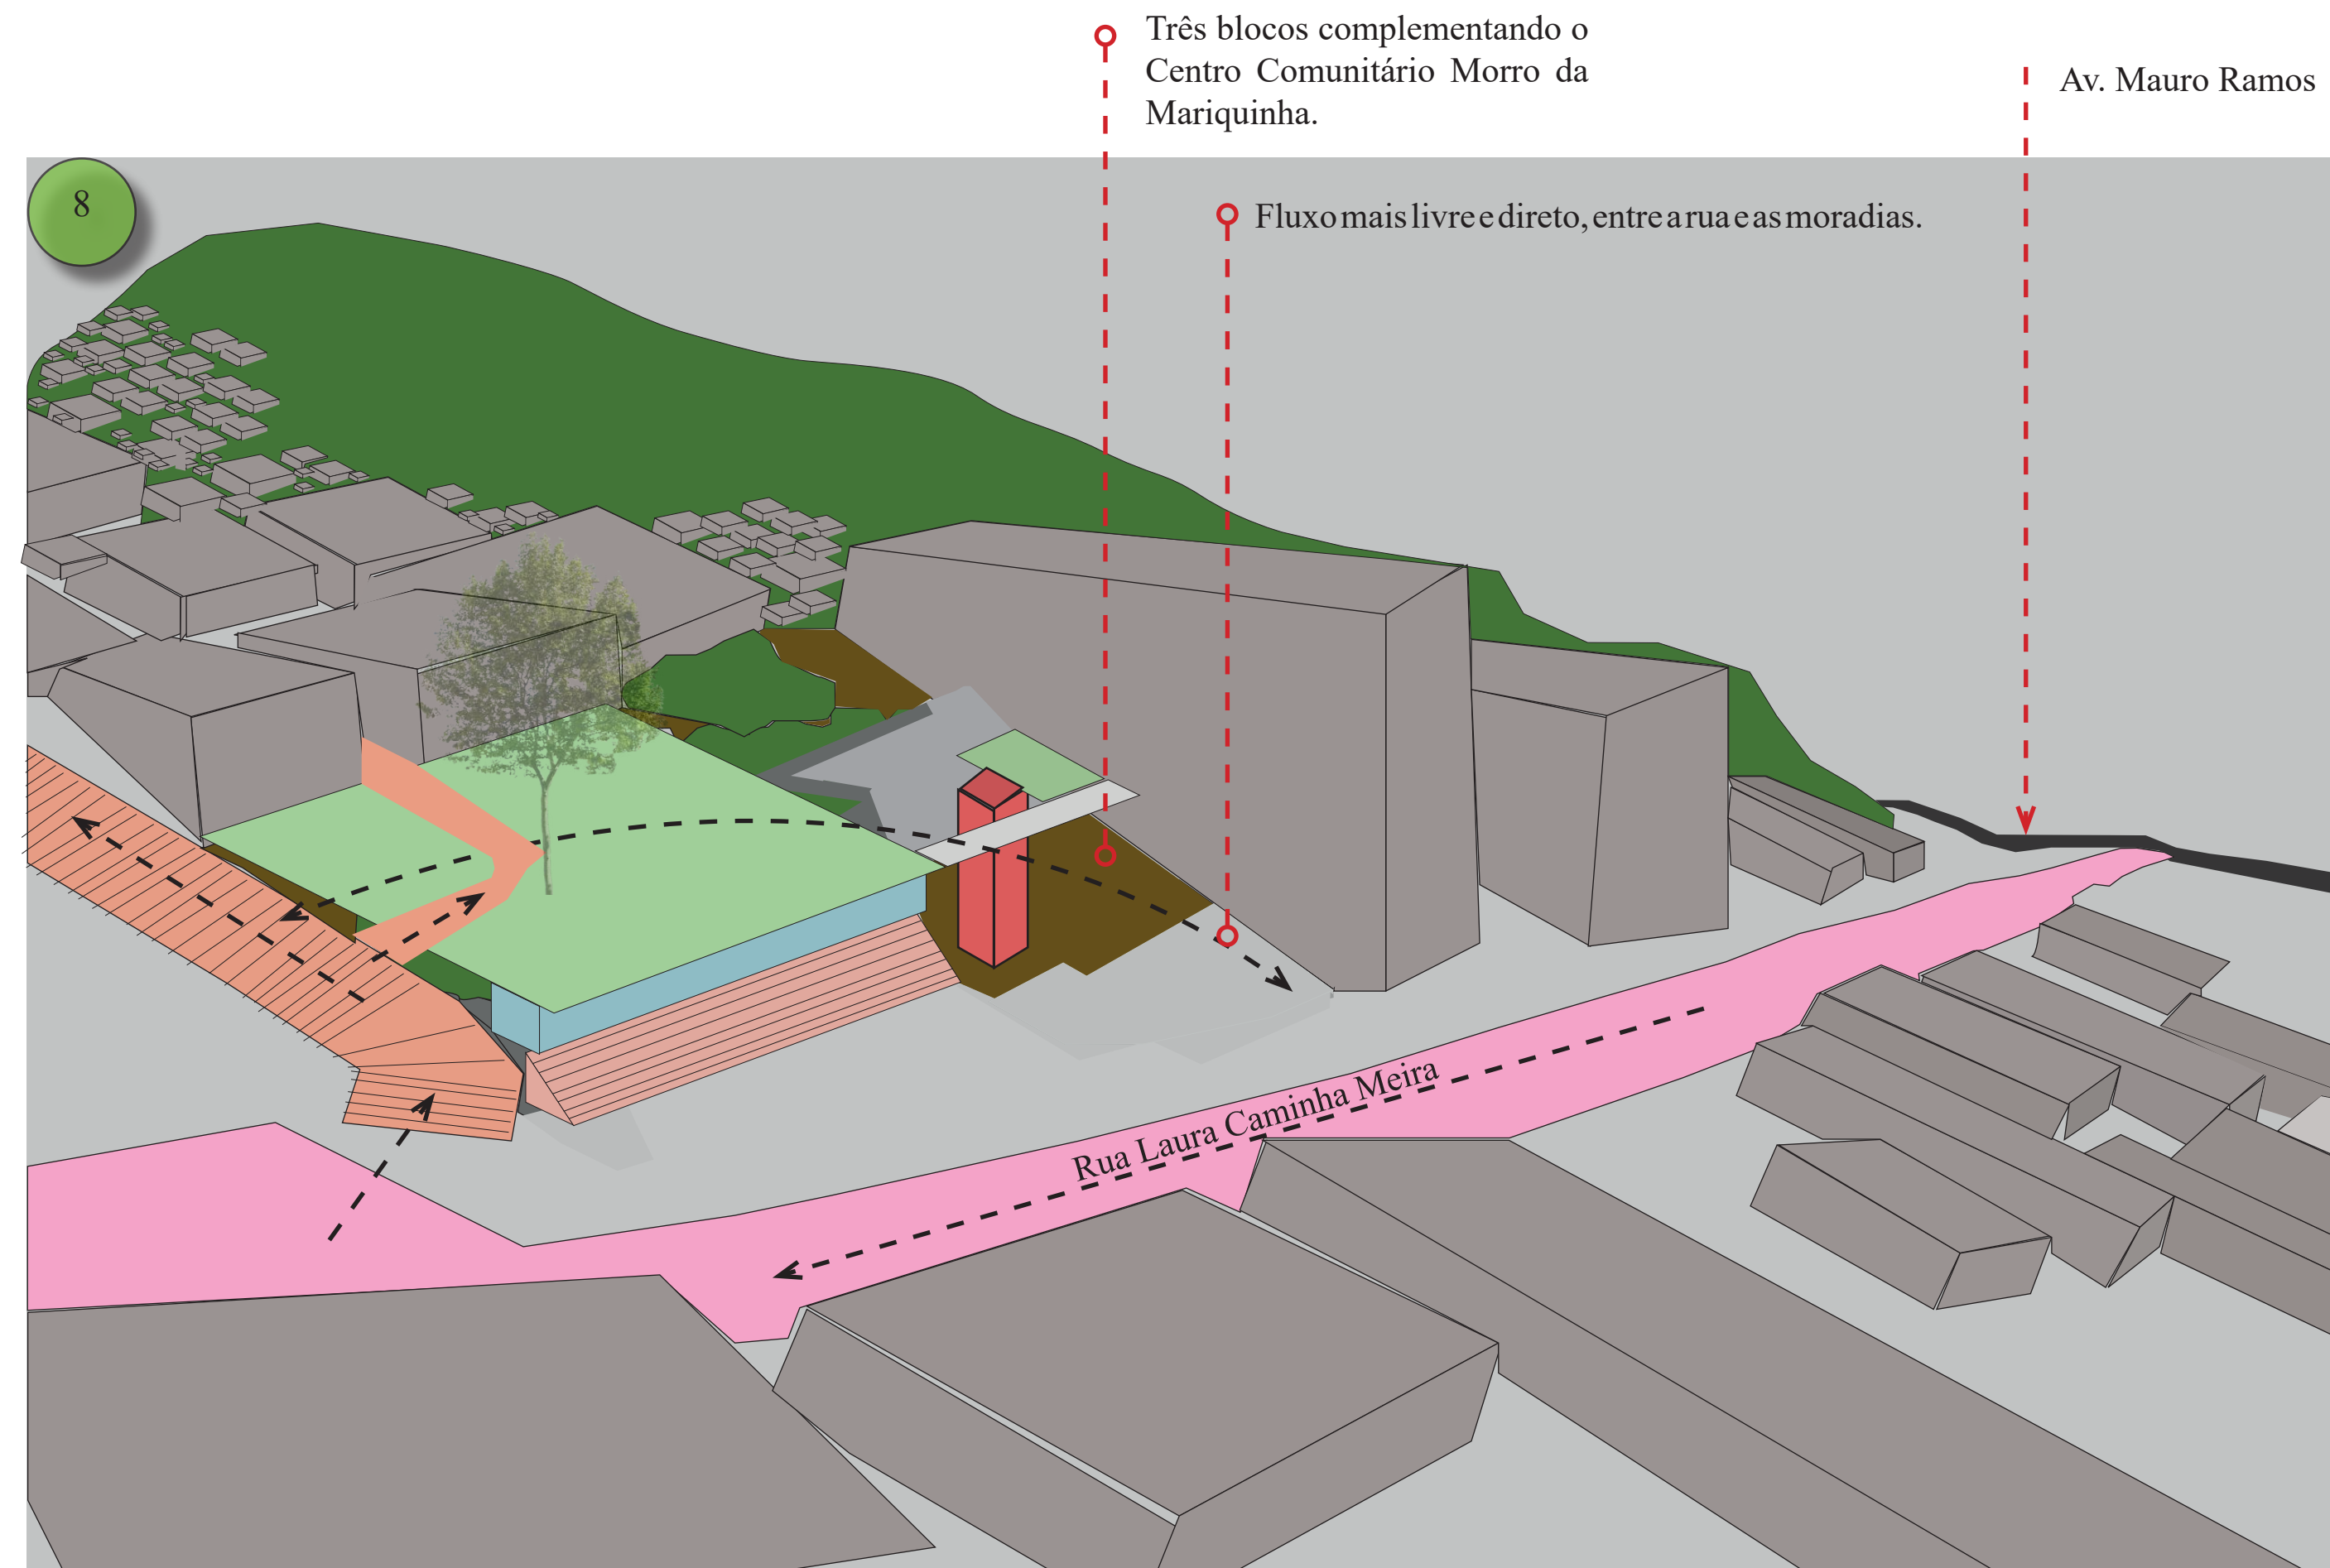 Três blocos complementando o
Centro Comunitário Morro da
Mariquinha.
Av. Mauro Ramos
8
Fluxo mais livre e direto, entre a rua e as moradias.
Rua Laura Caminha Meira